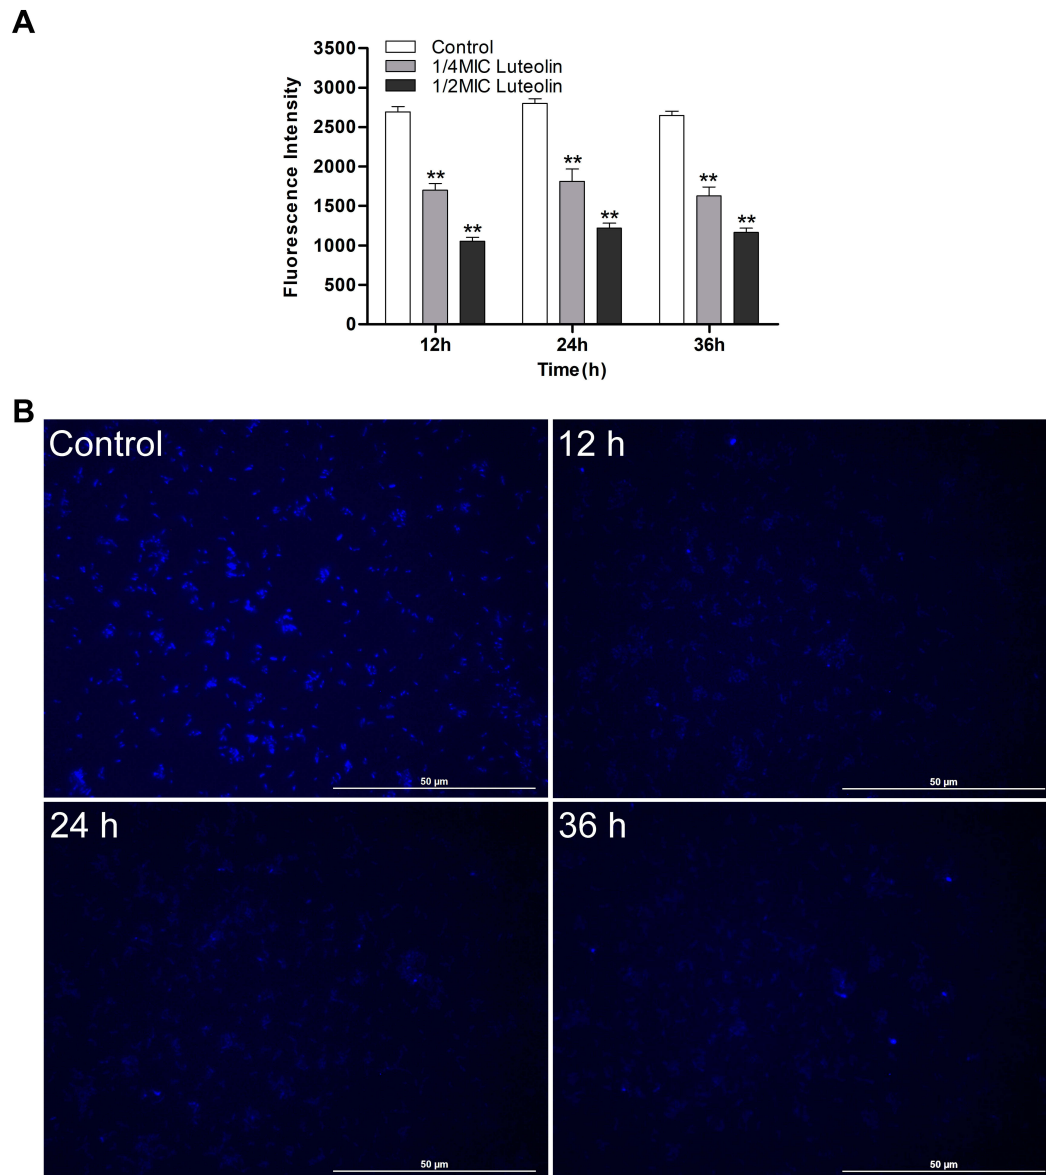 A
Control
1/4MIC Luteolin
1/2MIC Luteolin
Fluorescence Intensity
3500
3000
2500
2000
1500
1000
500
0
** ** ** ** ** **
12h 24h 36h
Time(h)
B
Control 12 h
50 µm 50 µm
24 h 36 h
50 µm 50 µm